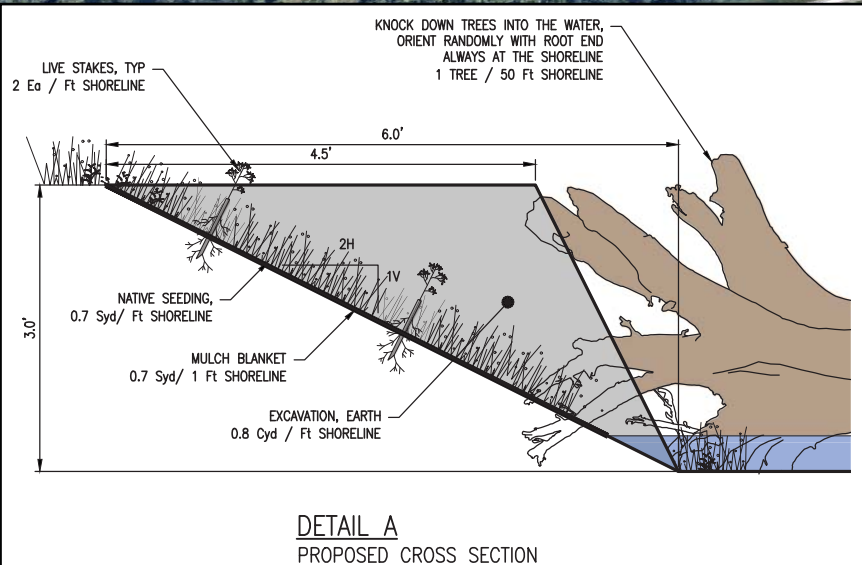 KNOCK DOWN TREES INTO THE WATER,
ORIENT RANDOMLY WITH ROOT END
ALWAYS AT THE SHORELINE
1 TREE / 50 Ft SHORELINE
LIVE STAKES, TYP
2 Ea / Ft SHORELINE
6.0'
4.5'
2H
1V
3.0'
NATIVE SEEDING,
0.7 Syd/ Ft SHORELINE
MULCH BLANKET
0.7 Syd/ 1 Ft SHORELINE
EXCAVATION, EARTH
0.8 Cyd / Ft SHORELINE
DETAIL A
PROPOSED CROSS SECTION